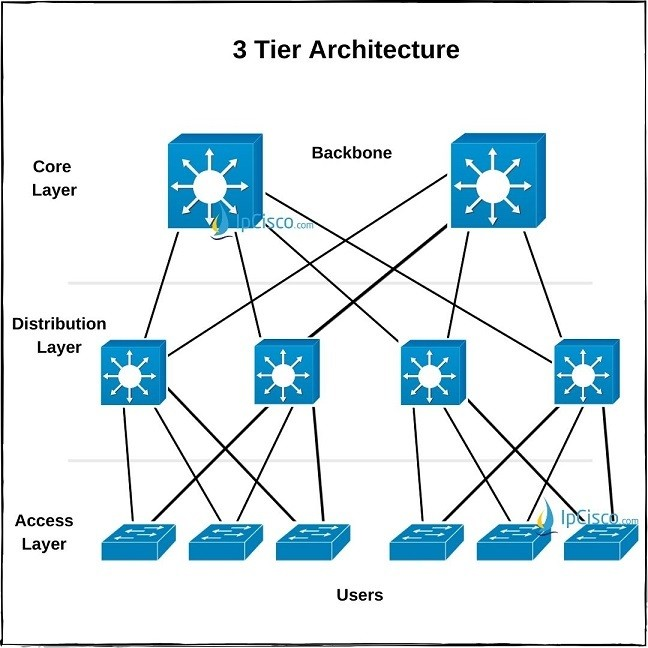 3 Tier Architecture
Core
Layer
Backbone
IpCisco.com
Distribution
Layer
Access
Layer
IpCisco.com
Users